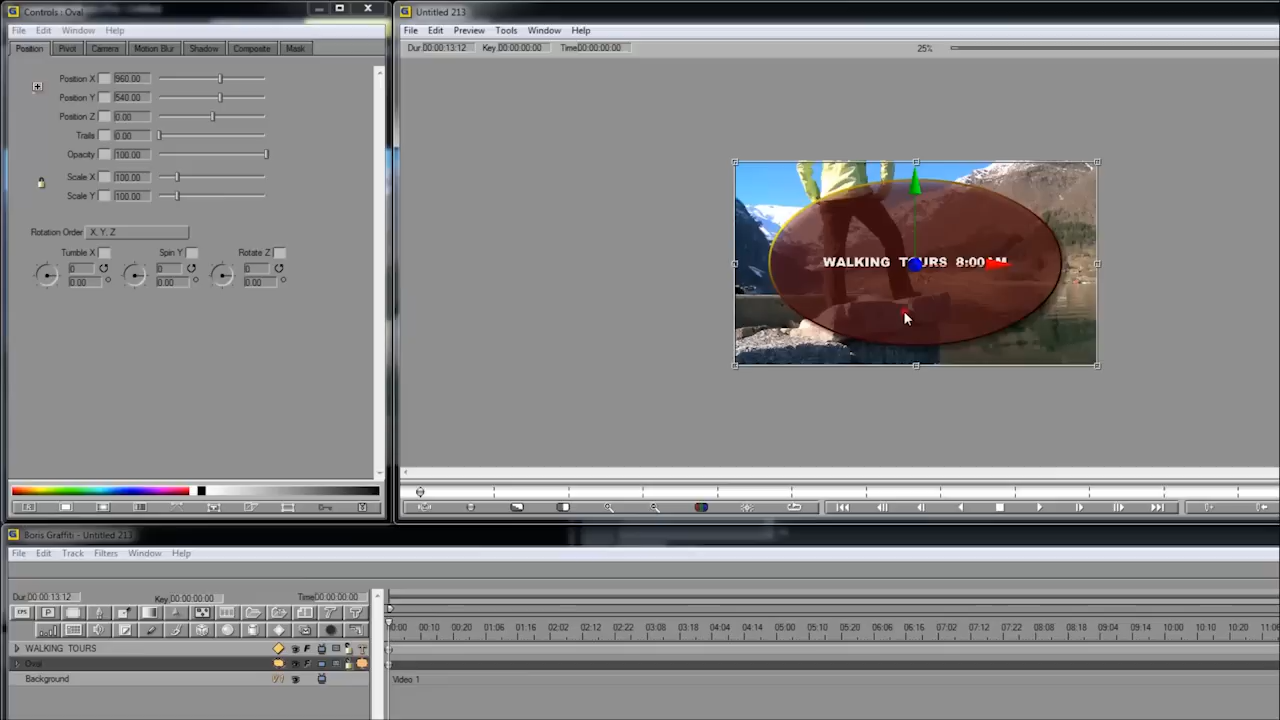 Controls : Oval
File Edit Window Help
Position Pivot Camera Motion Blur Shadow Composite Mask
Position X 960.00
Position Y 540.00
Position Z 0.00
Trails 0.00
Opacity 100.00
Scale X 100.00
Scale Y 100.00
Rotation Order X, Y, Z
Tumble X Spin Y Rotate Z
0 0 0
0.00 0.00 0.00
Untitled 213
File Edit Preview Tools Window Help
Dur:00:00:13:12 Key:00:00:00:00 Time:00:00:00:00 25%
WALKING TOURS 8:00AM
Boris Graffiti - Untitled 213
File Edit Track Filters Window Help
Dur:00:00:13:12 Key:00:00:00:00 Time:00:00:00:00
00:00 00:10 00:20 01:06 01:16 02:02 02:12 02:22 03:08 03:18 04:04 04:14 05:00 05:10 05:20 06:06 06:16 07:02 07:12 07:22 08:08 08:18 09:04 09:14 10:00 10:10 10:20 11:06
WALKING TOURS
Oval
Background Video 1